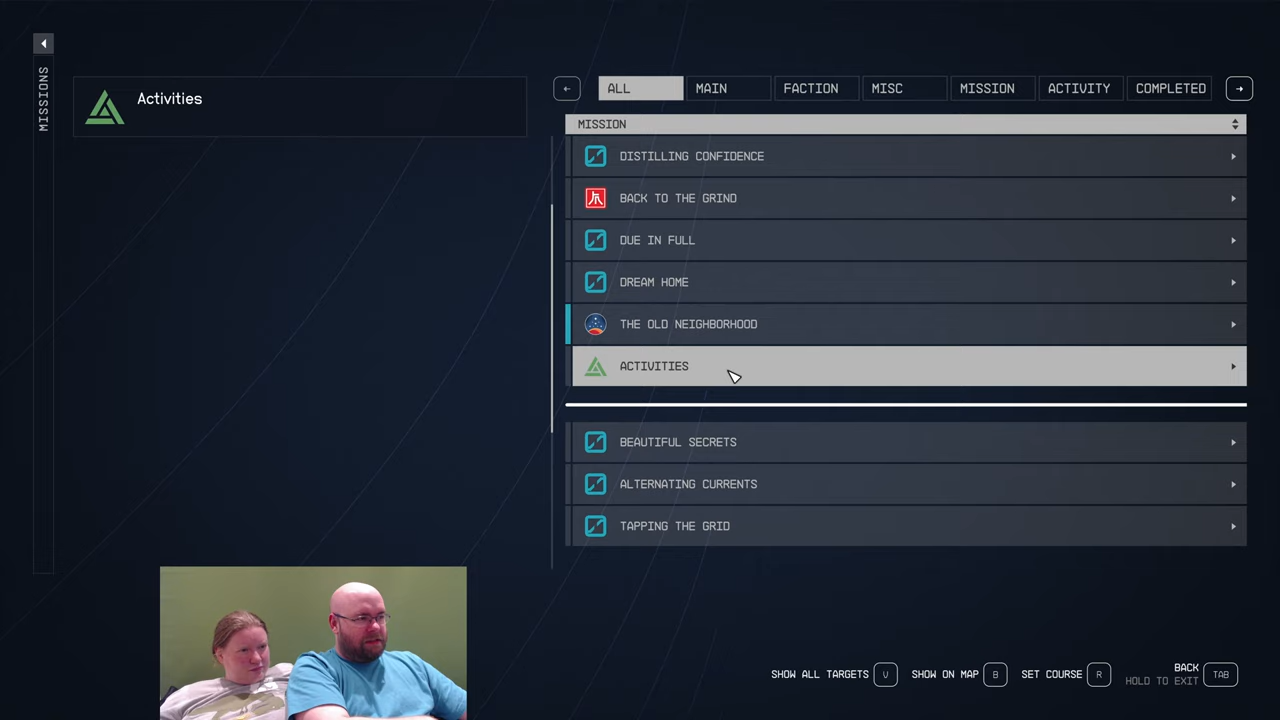 MISSIONS
Activities
ALL
MAIN
FACTION
MISC
MISSION
ACTIVITY
COMPLETED
MISSION
DISTILLING CONFIDENCE
BACK TO THE GRIND
DUE IN FULL
DREAM HOME
THE OLD NEIGHBORHOOD
ACTIVITIES
BEAUTIFUL SECRETS
ALTERNATING CURRENTS
TAPPING THE GRID
SHOW ALL TARGETS V
SHOW ON MAP B
SET COURSE R
BACK
HOLD TO EXIT
TAB